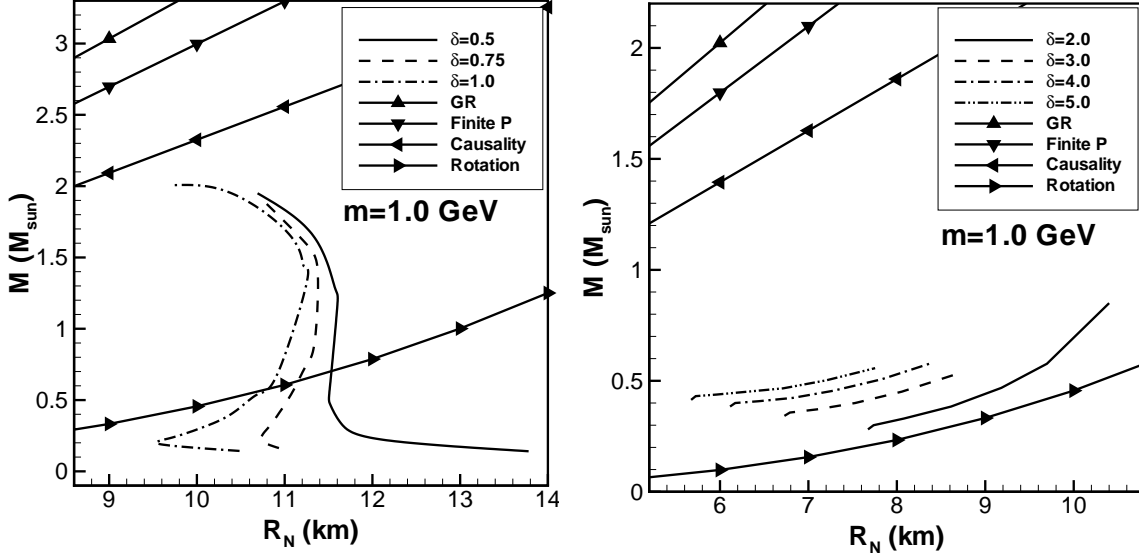 M (M_sun)
3
2.5
2
1.5
1
0.5
0
9
10
11
12
13
14
R_N (km)
δ=0.5
δ=0.75
δ=1.0
GR
Finite P
Causality
Rotation
m=1.0 GeV
M (M_sun)
2
1.5
1
0.5
0
6
7
8
9
10
R_N (km)
δ=2.0
δ=3.0
δ=4.0
δ=5.0
GR
Finite P
Causality
Rotation
m=1.0 GeV